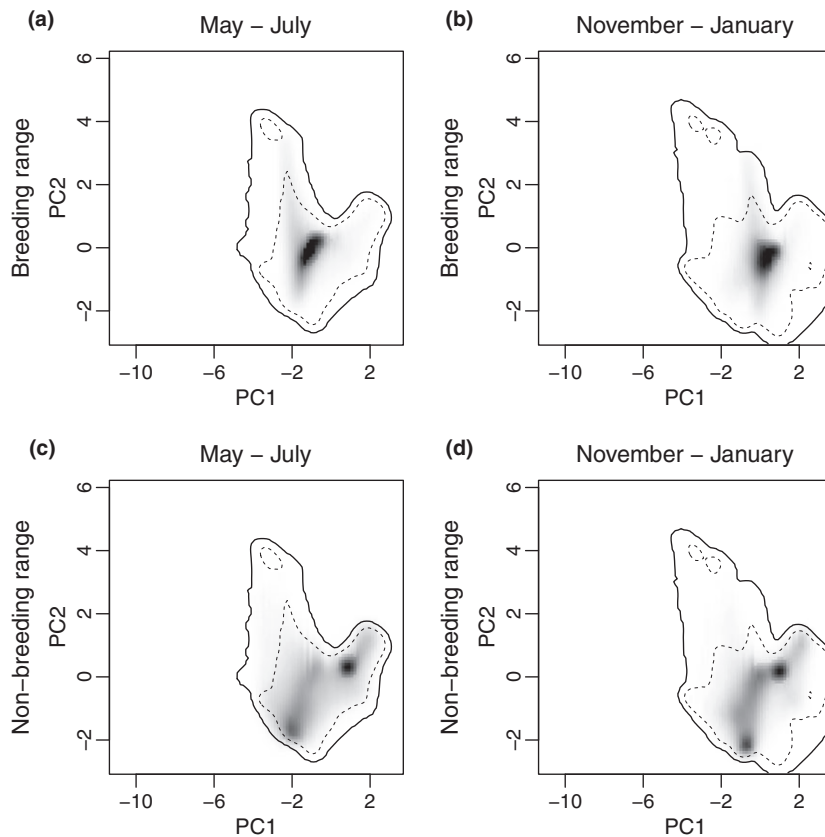 (a)
May – July
Breeding range
PC2
6
4
2
0
−2
−10
−6
−2
2
PC1
(b)
November – January
Breeding range
PC2
6
4
2
0
−2
−10
−6
−2
2
PC1
(c)
May – July
Non−breeding range
PC2
6
4
2
0
−2
−10
−6
−2
2
PC1
(d)
November – January
Non−breeding range
PC2
6
4
2
0
−2
−10
−6
−2
2
PC1